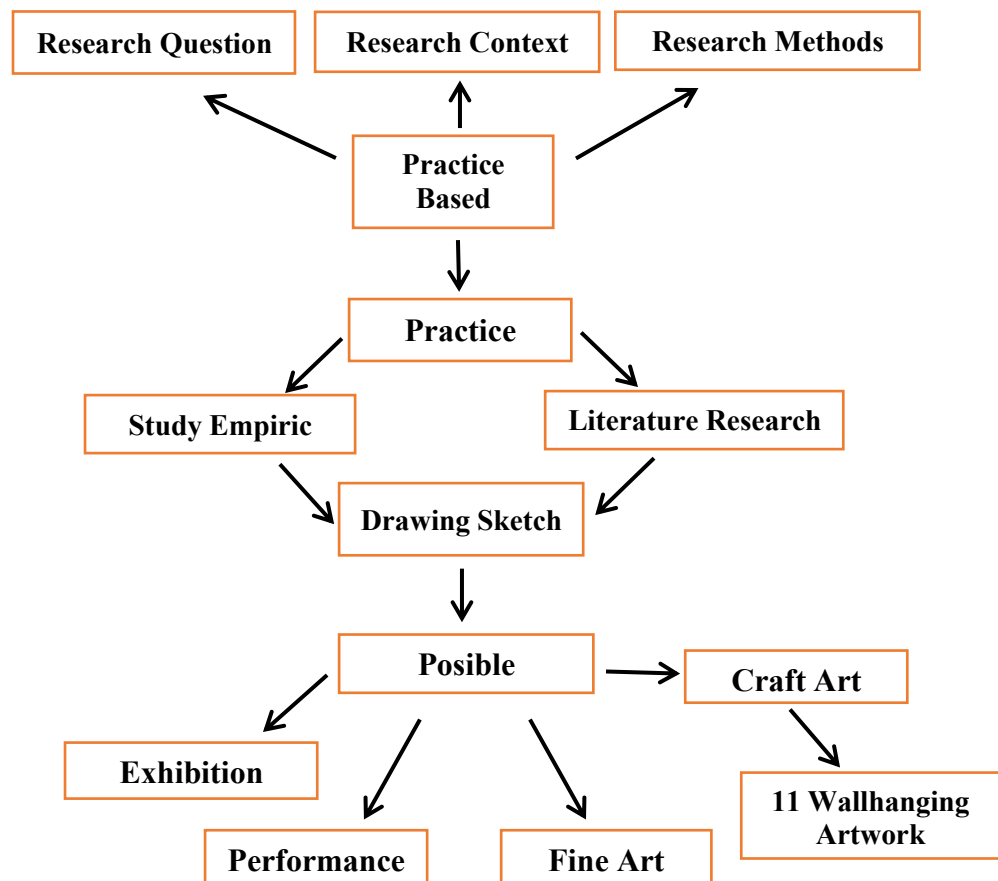 Research Question
Research Context
Research Methods
Practice
Based
Practice
Study Empiric
Literature Research
Drawing Sketch
Posible
Craft Art
Exhibition
11 Wallhanging
Artwork
Performance
Fine Art